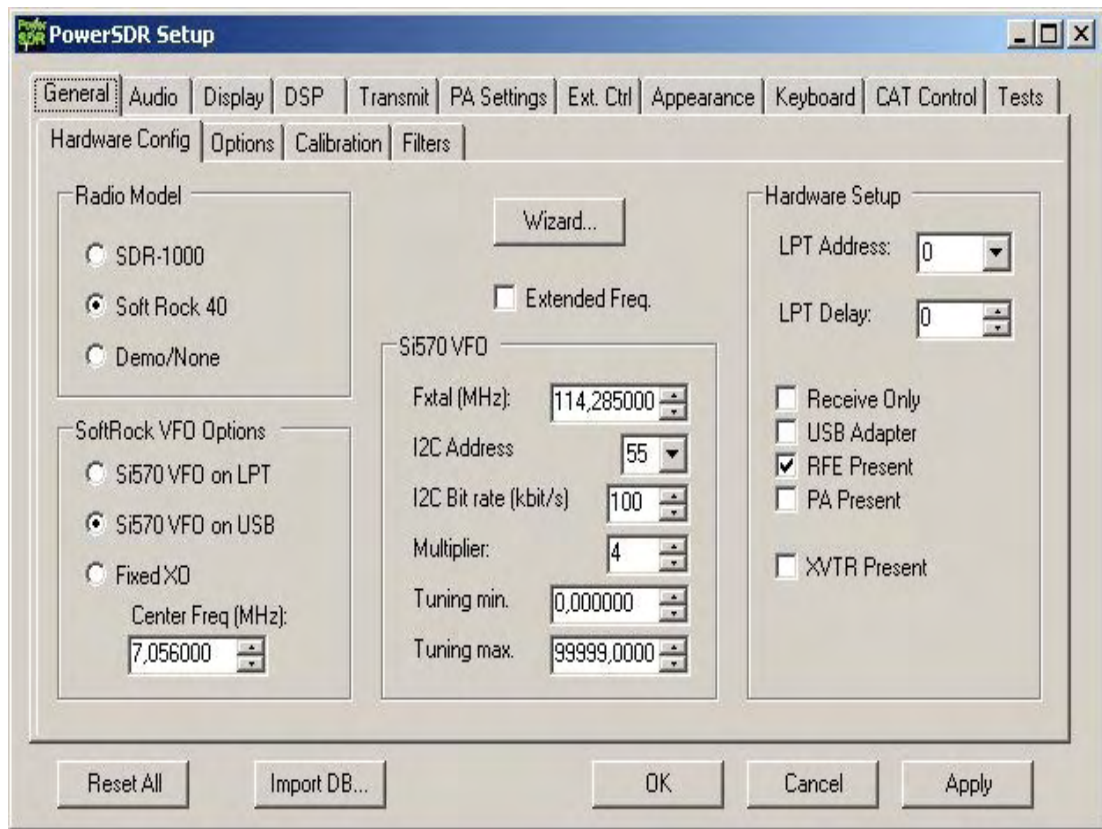 PowerSDR Setup
General Audio Display DSP Transmit PA Settings Ext. Ctrl Appearance Keyboard CAT Control Tests
Hardware Config Options Calibration Filters
Radio Model
SDR-1000
Soft Rock 40
Demo/None
SoftRock VFO Options
Si570 VFO on LPT
Si570 VFO on USB
Fixed XO
Center Freq (MHz):
7,056000
Wizard...
Extended Freq.
Si570 VFO
Fxtal (MHz): 114,285000
I2C Address 55
I2C Bit rate (kbit/s) 100
Multiplier: 4
Tuning min. 0,000000
Tuning max. 99999,0000
Hardware Setup
LPT Address: 0
LPT Delay: 0
Receive Only
USB Adapter
RFE Present
PA Present
XVTR Present
Reset All Import DB... OK Cancel Apply